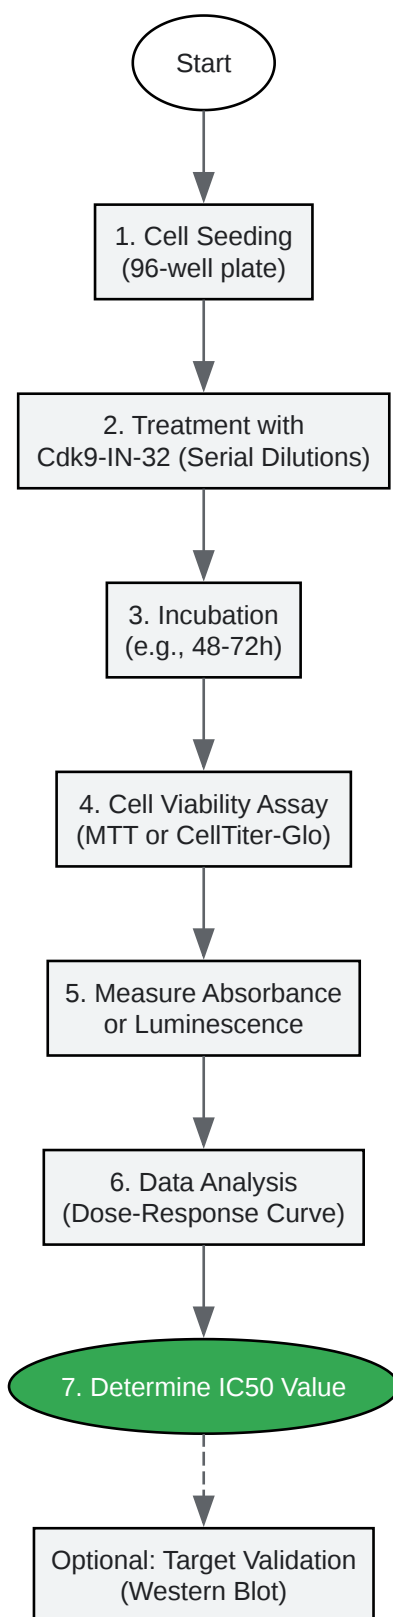 Start
1. Cell Seeding
(96-well plate)
2. Treatment with
Cdk9-IN-32 (Serial Dilutions)
3. Incubation
(e.g., 48-72h)
4. Cell Viability Assay
(MTT or CellTiter-Glo)
5. Measure Absorbance
or Luminescence
6. Data Analysis
(Dose-Response Curve)
7. Determine IC50 Value
Optional: Target Validation
(Western Blot)